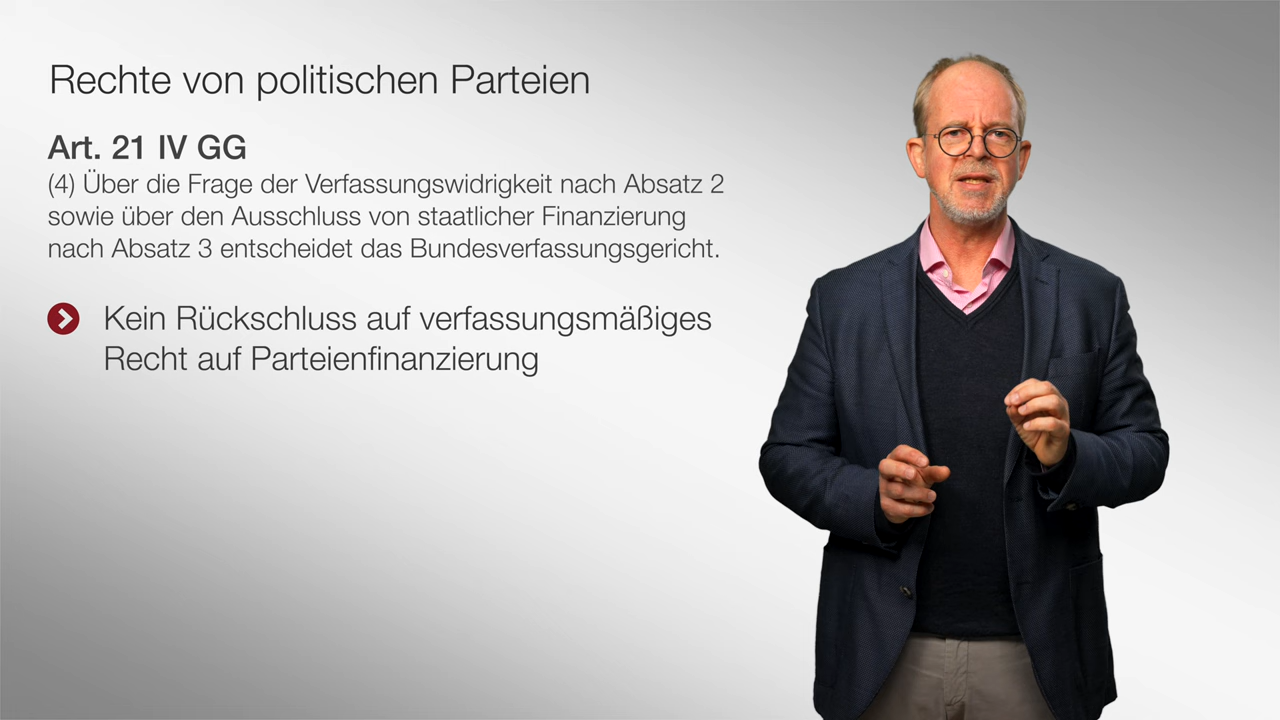 Rechte von politischen Parteien
Art. 21 IV GG
(4) Über die Frage der Verfassungswidrigkeit nach Absatz 2
sowie über den Ausschluss von staatlicher Finanzierung
nach Absatz 3 entscheidet das Bundesverfassungsgericht.
Kein Rückschluss auf verfassungsmäßiges
Recht auf Parteienfinanzierung